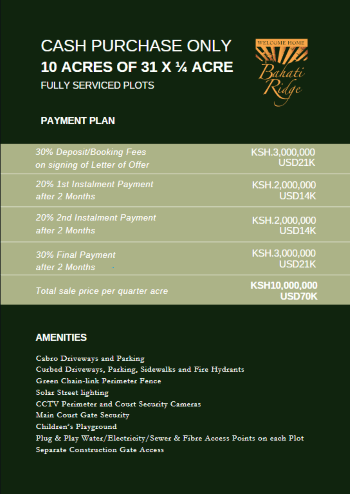 CASH PURCHASE ONLY
10 ACRES OF 31 X ¼ ACRE
FULLY SERVICED PLOTS
WELCOME HOME
Bahati
Ridge
PAYMENT PLAN
30% Deposit/Booking Fees
on signing of Letter of Offer
KSH.3,000,000
USD21K
20% 1st Instalment Payment
after 2 Months
KSH.2,000,000
USD14K
20% 2nd Instalment Payment
after 2 Months
KSH.2,000,000
USD14K
30% Final Payment
after 2 Months
KSH.3,000,000
USD21K
Total sale price per quarter acre
KSH10,000,000
USD70K
AMENITIES
Cabro Driveways and Parking
Curbed Driveways, Parking, Sidewalks and Fire Hydrants
Green Chain-link Perimeter Fence
Solar Street lighting
CCTV Perimeter and Court Security Cameras
Main Court Gate Security
Children's Playground
Plug & Play Water/Electricity/Sewer & Fibre Access Points on each Plot
Separate Construction Gate Access